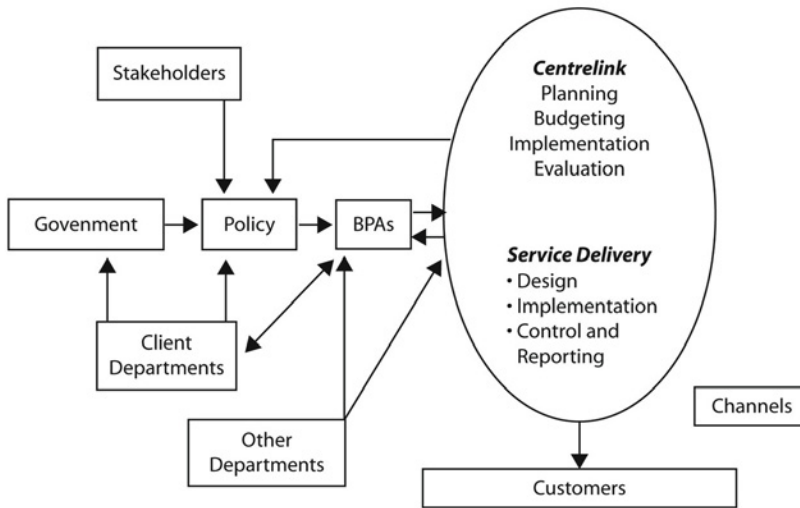 Stakeholders
Centrelink
Planning
Budgeting
Implementation
Evaluation
Govenment
Policy
BPAs
Service Delivery
• Design
• Implementation
• Control and
Reporting
Client
Departments
Channels
Other
Departments
Customers